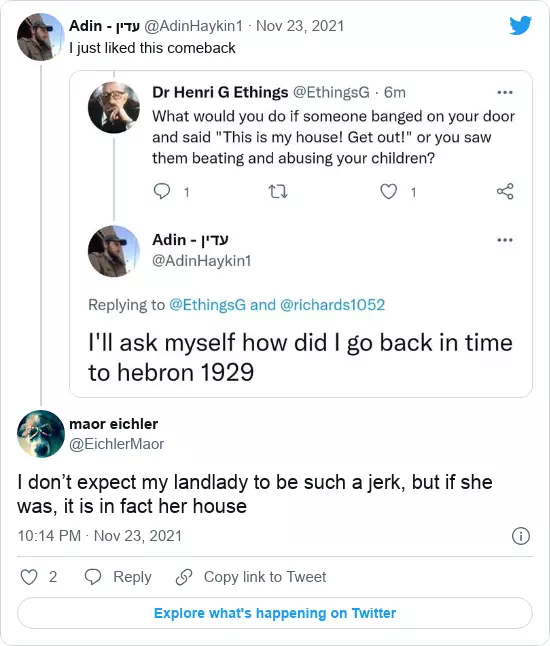 Adin - עדין @AdinHaykin1 · Nov 23, 2021
I just liked this comeback
Dr Henri G Ethings @EthingsG · 6m
What would you do if someone banged on your door
and said "This is my house! Get out!" or you saw
them beating and abusing your children?
1
1
Adin - עדין
@AdinHaykin1
Replying to @EthingsG and @richards1052
I'll ask myself how did I go back in time
to hebron 1929
maor eichler
@EichlerMaor
I don’t expect my landlady to be such a jerk, but if she
was, it is in fact her house
10:14 PM · Nov 23, 2021
2 Reply Copy link to Tweet
Explore what's happening on Twitter